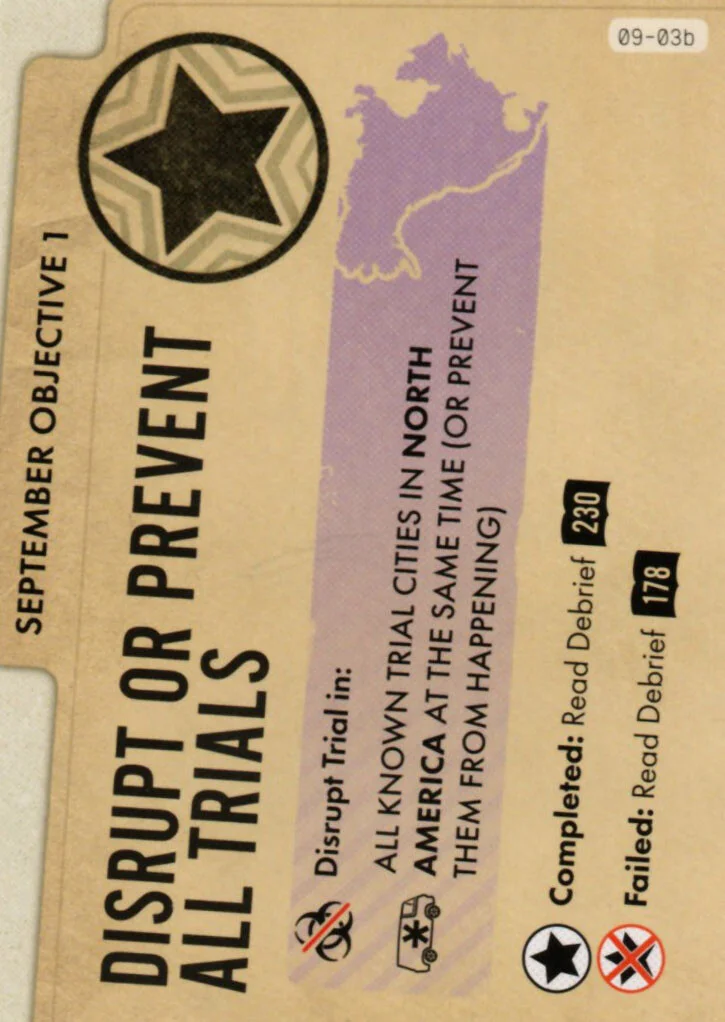 09-03b
SEPTEMBER OBJECTIVE 1
DISRUPT OR PREVENT
ALL TRIALS
Disrupt Trial in:
ALL KNOWN TRIAL CITIES IN NORTH
AMERICA AT THE SAME TIME (OR PREVENT
THEM FROM HAPPENING)
Completed: Read Debrief 230
Failed: Read Debrief 178